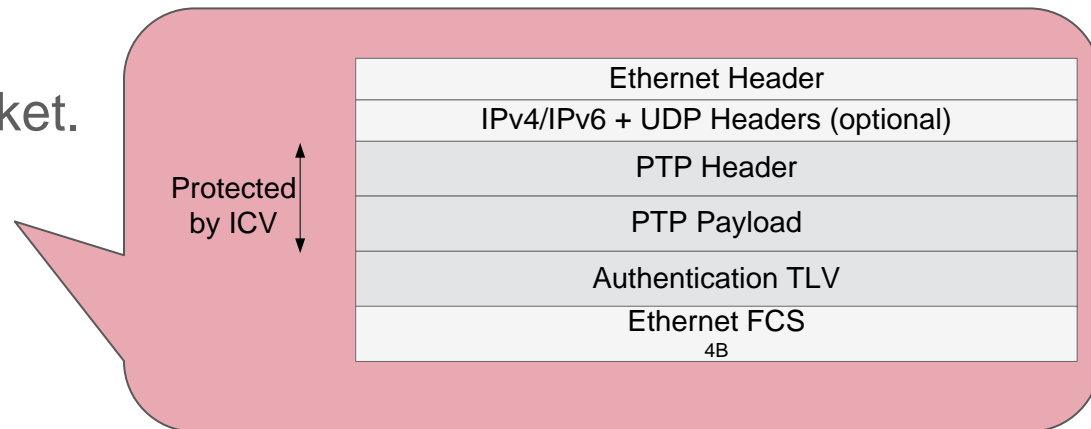 ket.
Ethernet Header
IPv4/IPv6 + UDP Headers (optional)
PTP Header
Protected
by ICV
PTP Payload
Authentication TLV
Ethernet FCS
4B